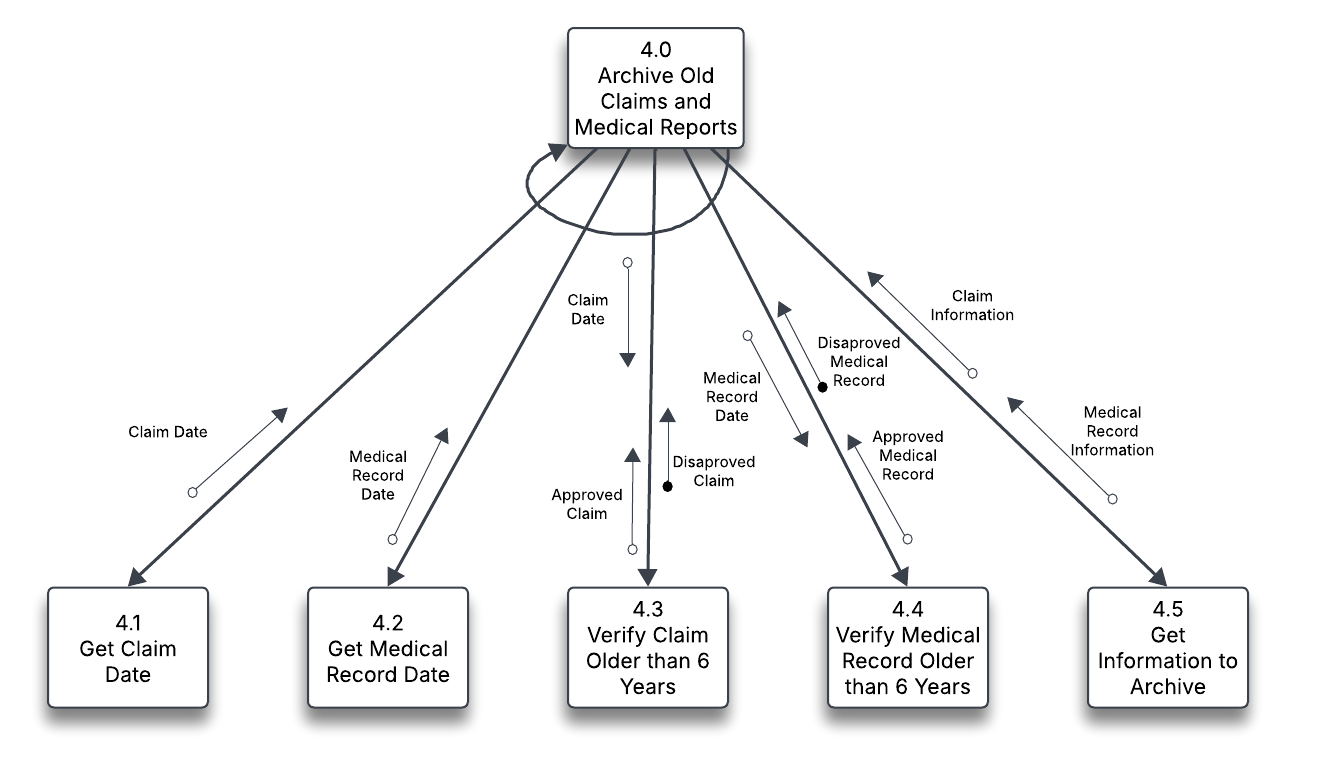 4.0
Archive Old
Claims and
Medical Reports
Claim
Date
Claim
Information
Disaproved
Medical
Record
Medical
Record
Date
Claim Date
Medical
Record
Date
Approved
Claim
Disaproved
Claim
Approved
Medical
Record
Medical
Record
Information
4.1
Get Claim
Date
4.2
Get Medical
Record Date
4.3
Verify Claim
Older than 6
Years
4.4
Verify Medical
Record Older
than 6 Years
4.5
Get
Information to
Archive